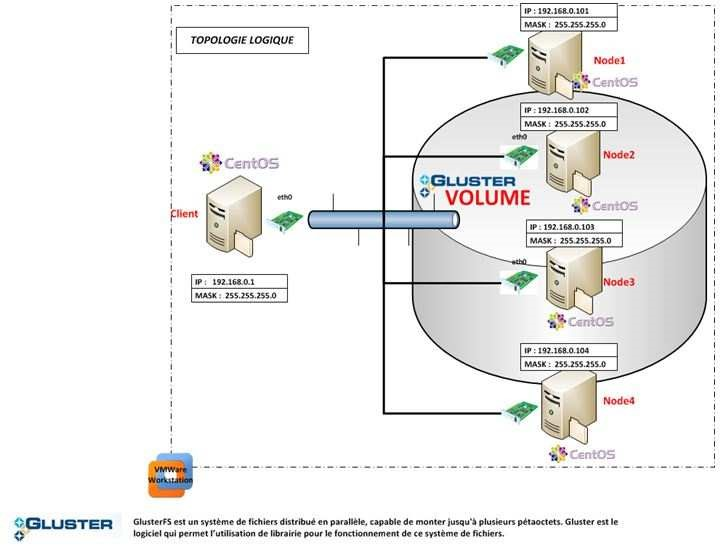 TOPOLOGIE LOGIQUE
IP : 192.168.0.101
MASK : 255.255.255.0
Node1
CentOS
IP : 192.168.0.102
MASK : 255.255.255.0
eth0
Node2
CentOS
GLUSTER
VOLUME
CentOS
eth0
Client
IP : 192.168.0.1
MASK : 255.255.255.0
IP : 192.168.0.103
MASK : 255.255.255.0
eth0
Node3
CentOS
IP : 192.168.0.104
MASK : 255.255.255.0
Node4
CentOS
VMWare
Workstation
GLUSTER
GlusterFS est un système de fichiers distribué en parallèle, capable de monter jusqu'à plusieurs pétaoctets. Gluster est le
logiciel qui permet l'utilisation de librairie pour le fonctionnement de ce système de fichiers.